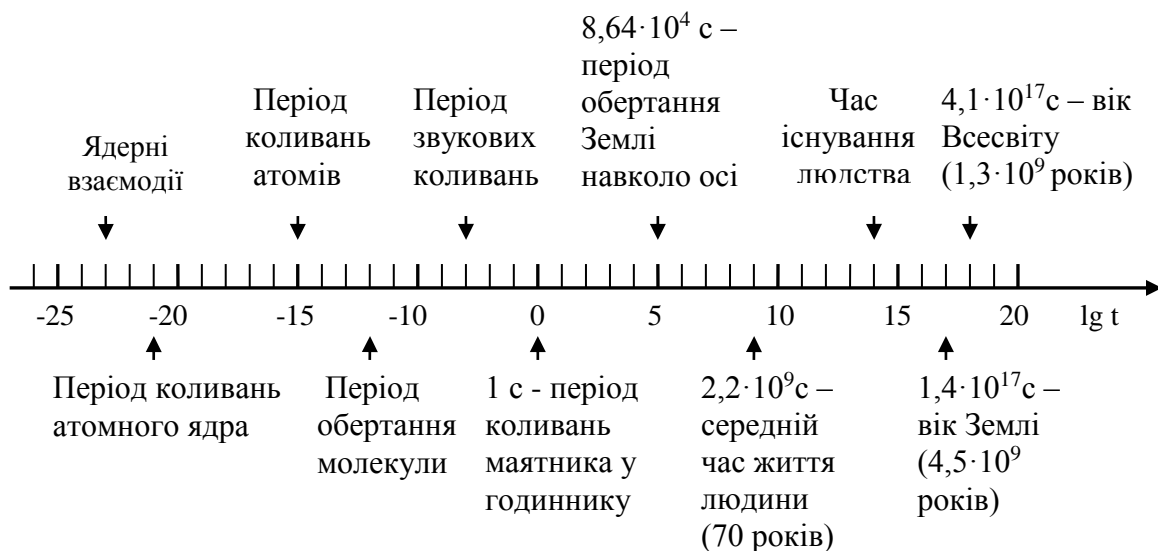 Ядерні
взаємодії
Період
коливань
атомів
Період
звукових
коливань
8,64·10⁴ с –
період
обертання
Землі
навколо осі
Час
існування
людства
4,1·10¹⁷с – вік
Всесвіту
(1,3·10⁹ років)
-25 -20 -15 -10 0 5 10 15 20 lg t
Період коливань
атомного ядра
Період
обертання
молекули
1 с - період
коливань
маятника у
годиннику
2,2·10⁹с –
середній
час життя
людини
(70 років)
1,4·10¹⁷с –
вік Землі
(4,5·10⁹
років)